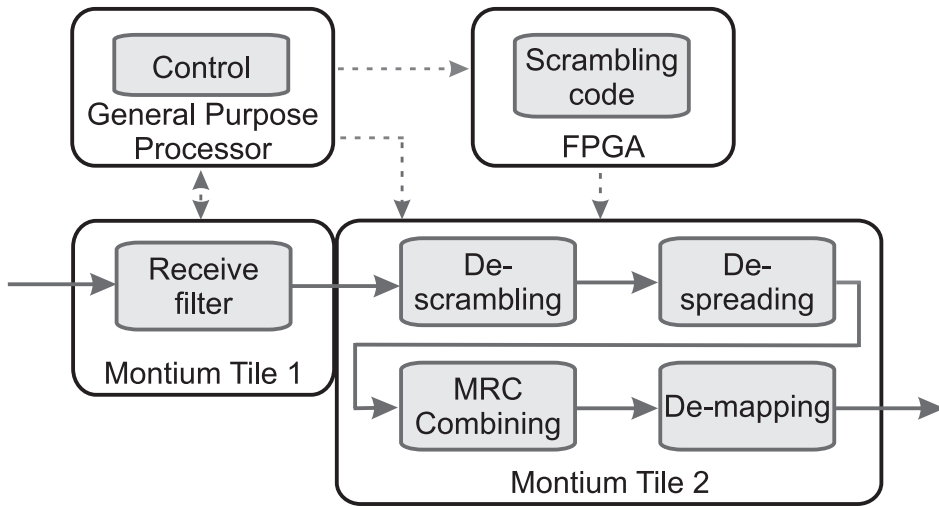 Control
General Purpose
Processor
Scrambling
code
FPGA
Receive
filter
Montium Tile 1
De-
scrambling
De-
spreading
MRC
Combining
De-mapping
Montium Tile 2